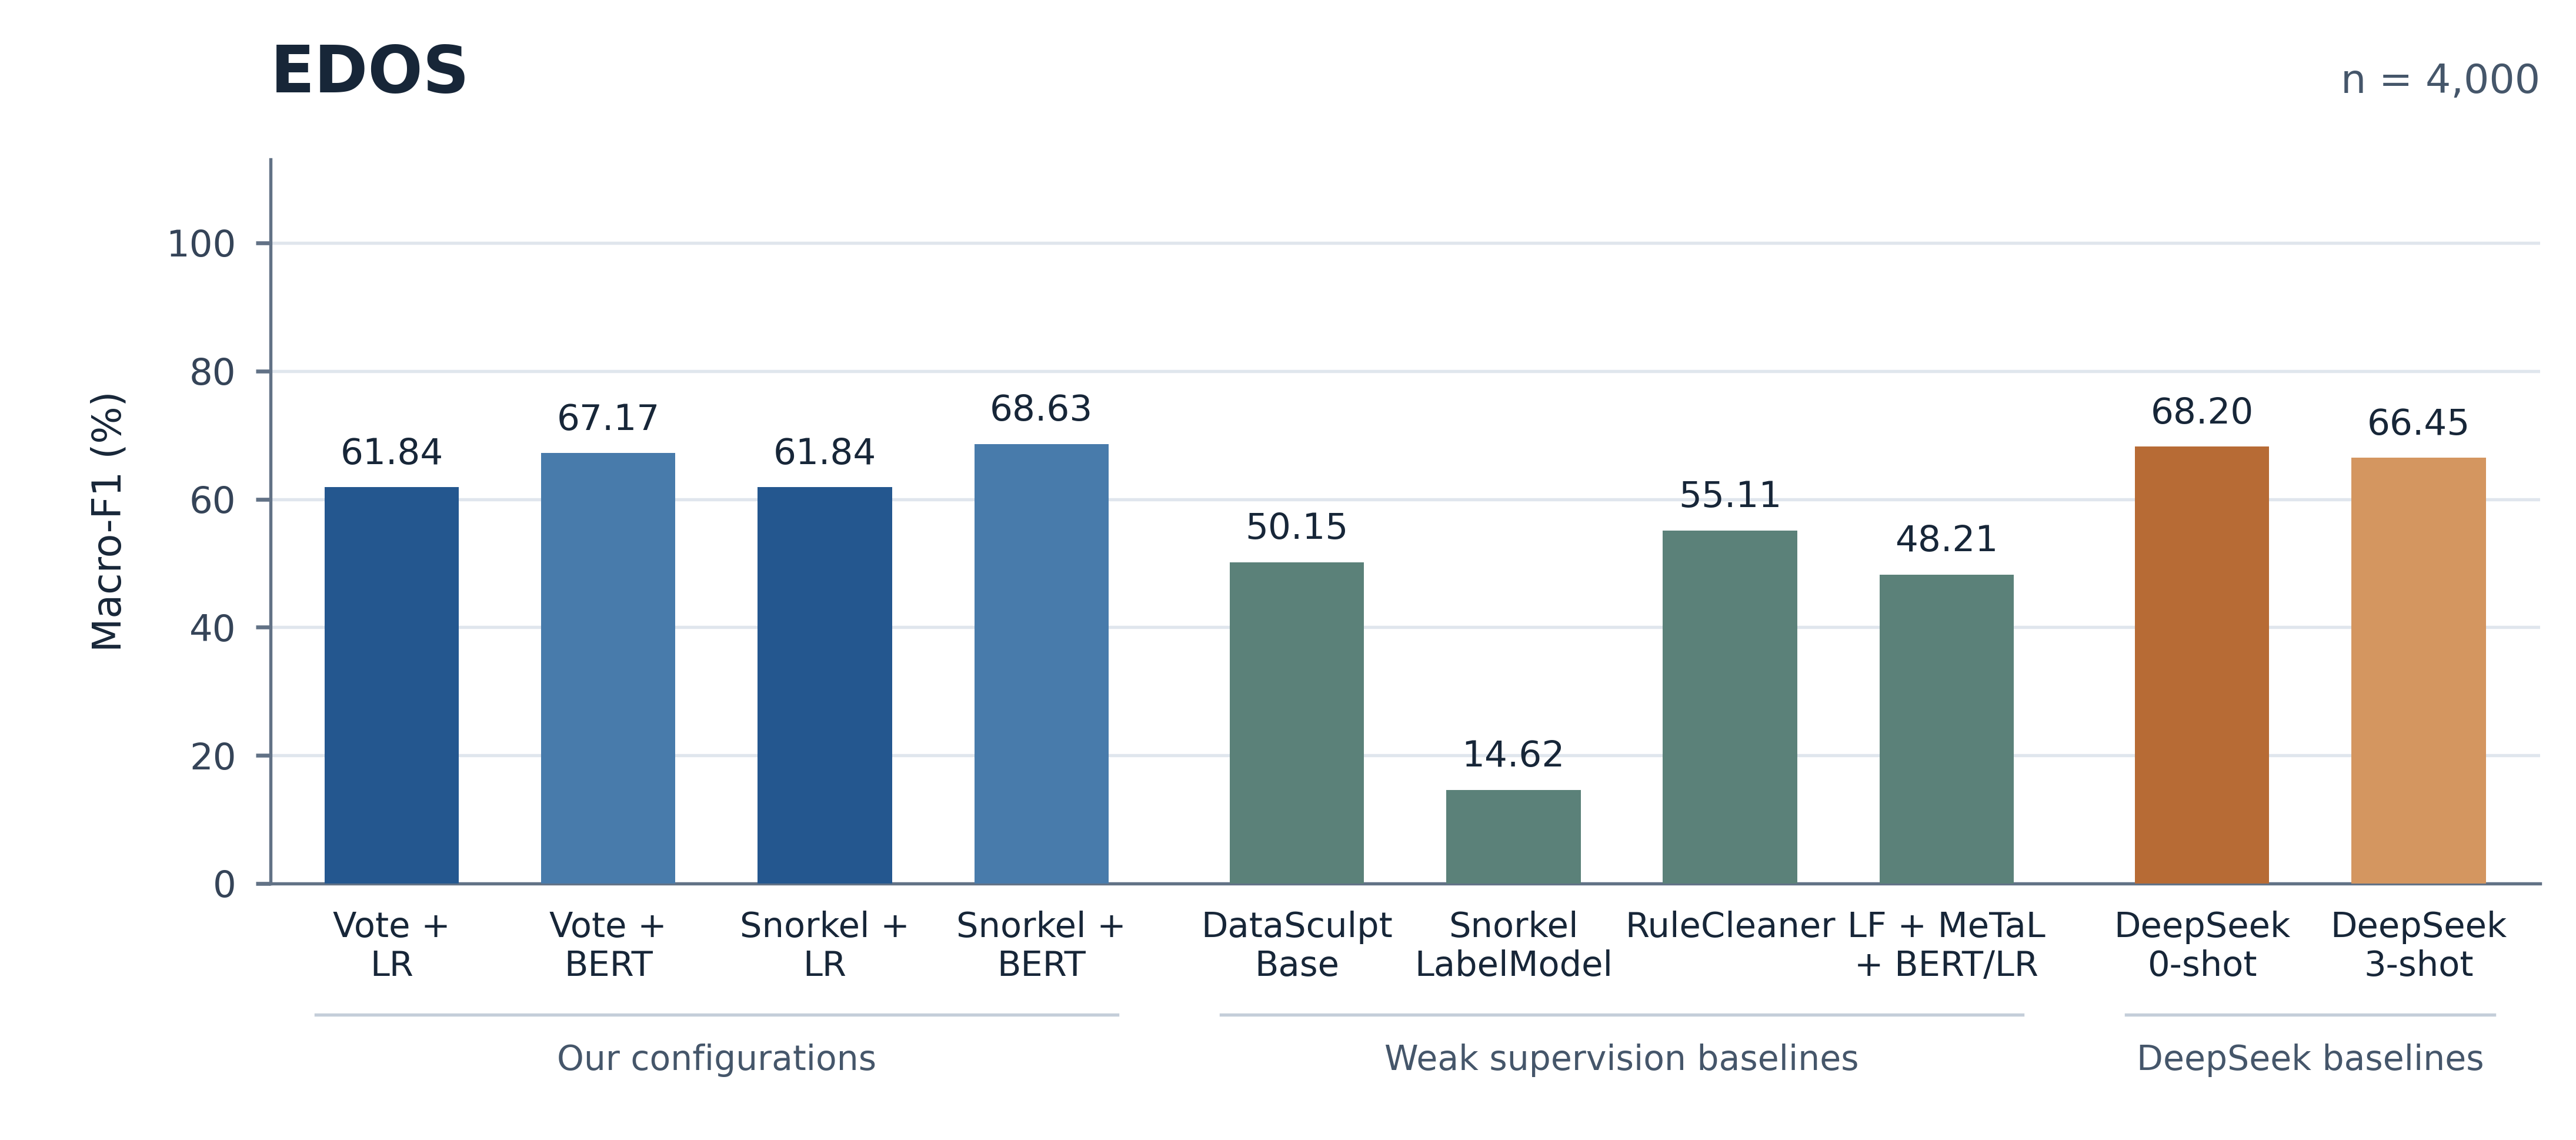 EDOS
n = 4,000
Macro-F1 (%)
100
80
60
40
20
0
61.84
67.17
61.84
68.63
50.15
14.62
55.11
48.21
68.20
66.45
Vote +
LR
Vote +
BERT
Snorkel +
LR
Snorkel +
BERT
DataSculpt
Base
Snorkel
LabelModel
RuleCleaner
LF + MeTaL
+ BERT/LR
DeepSeek
0-shot
DeepSeek
3-shot
Our configurations
Weak supervision baselines
DeepSeek baselines